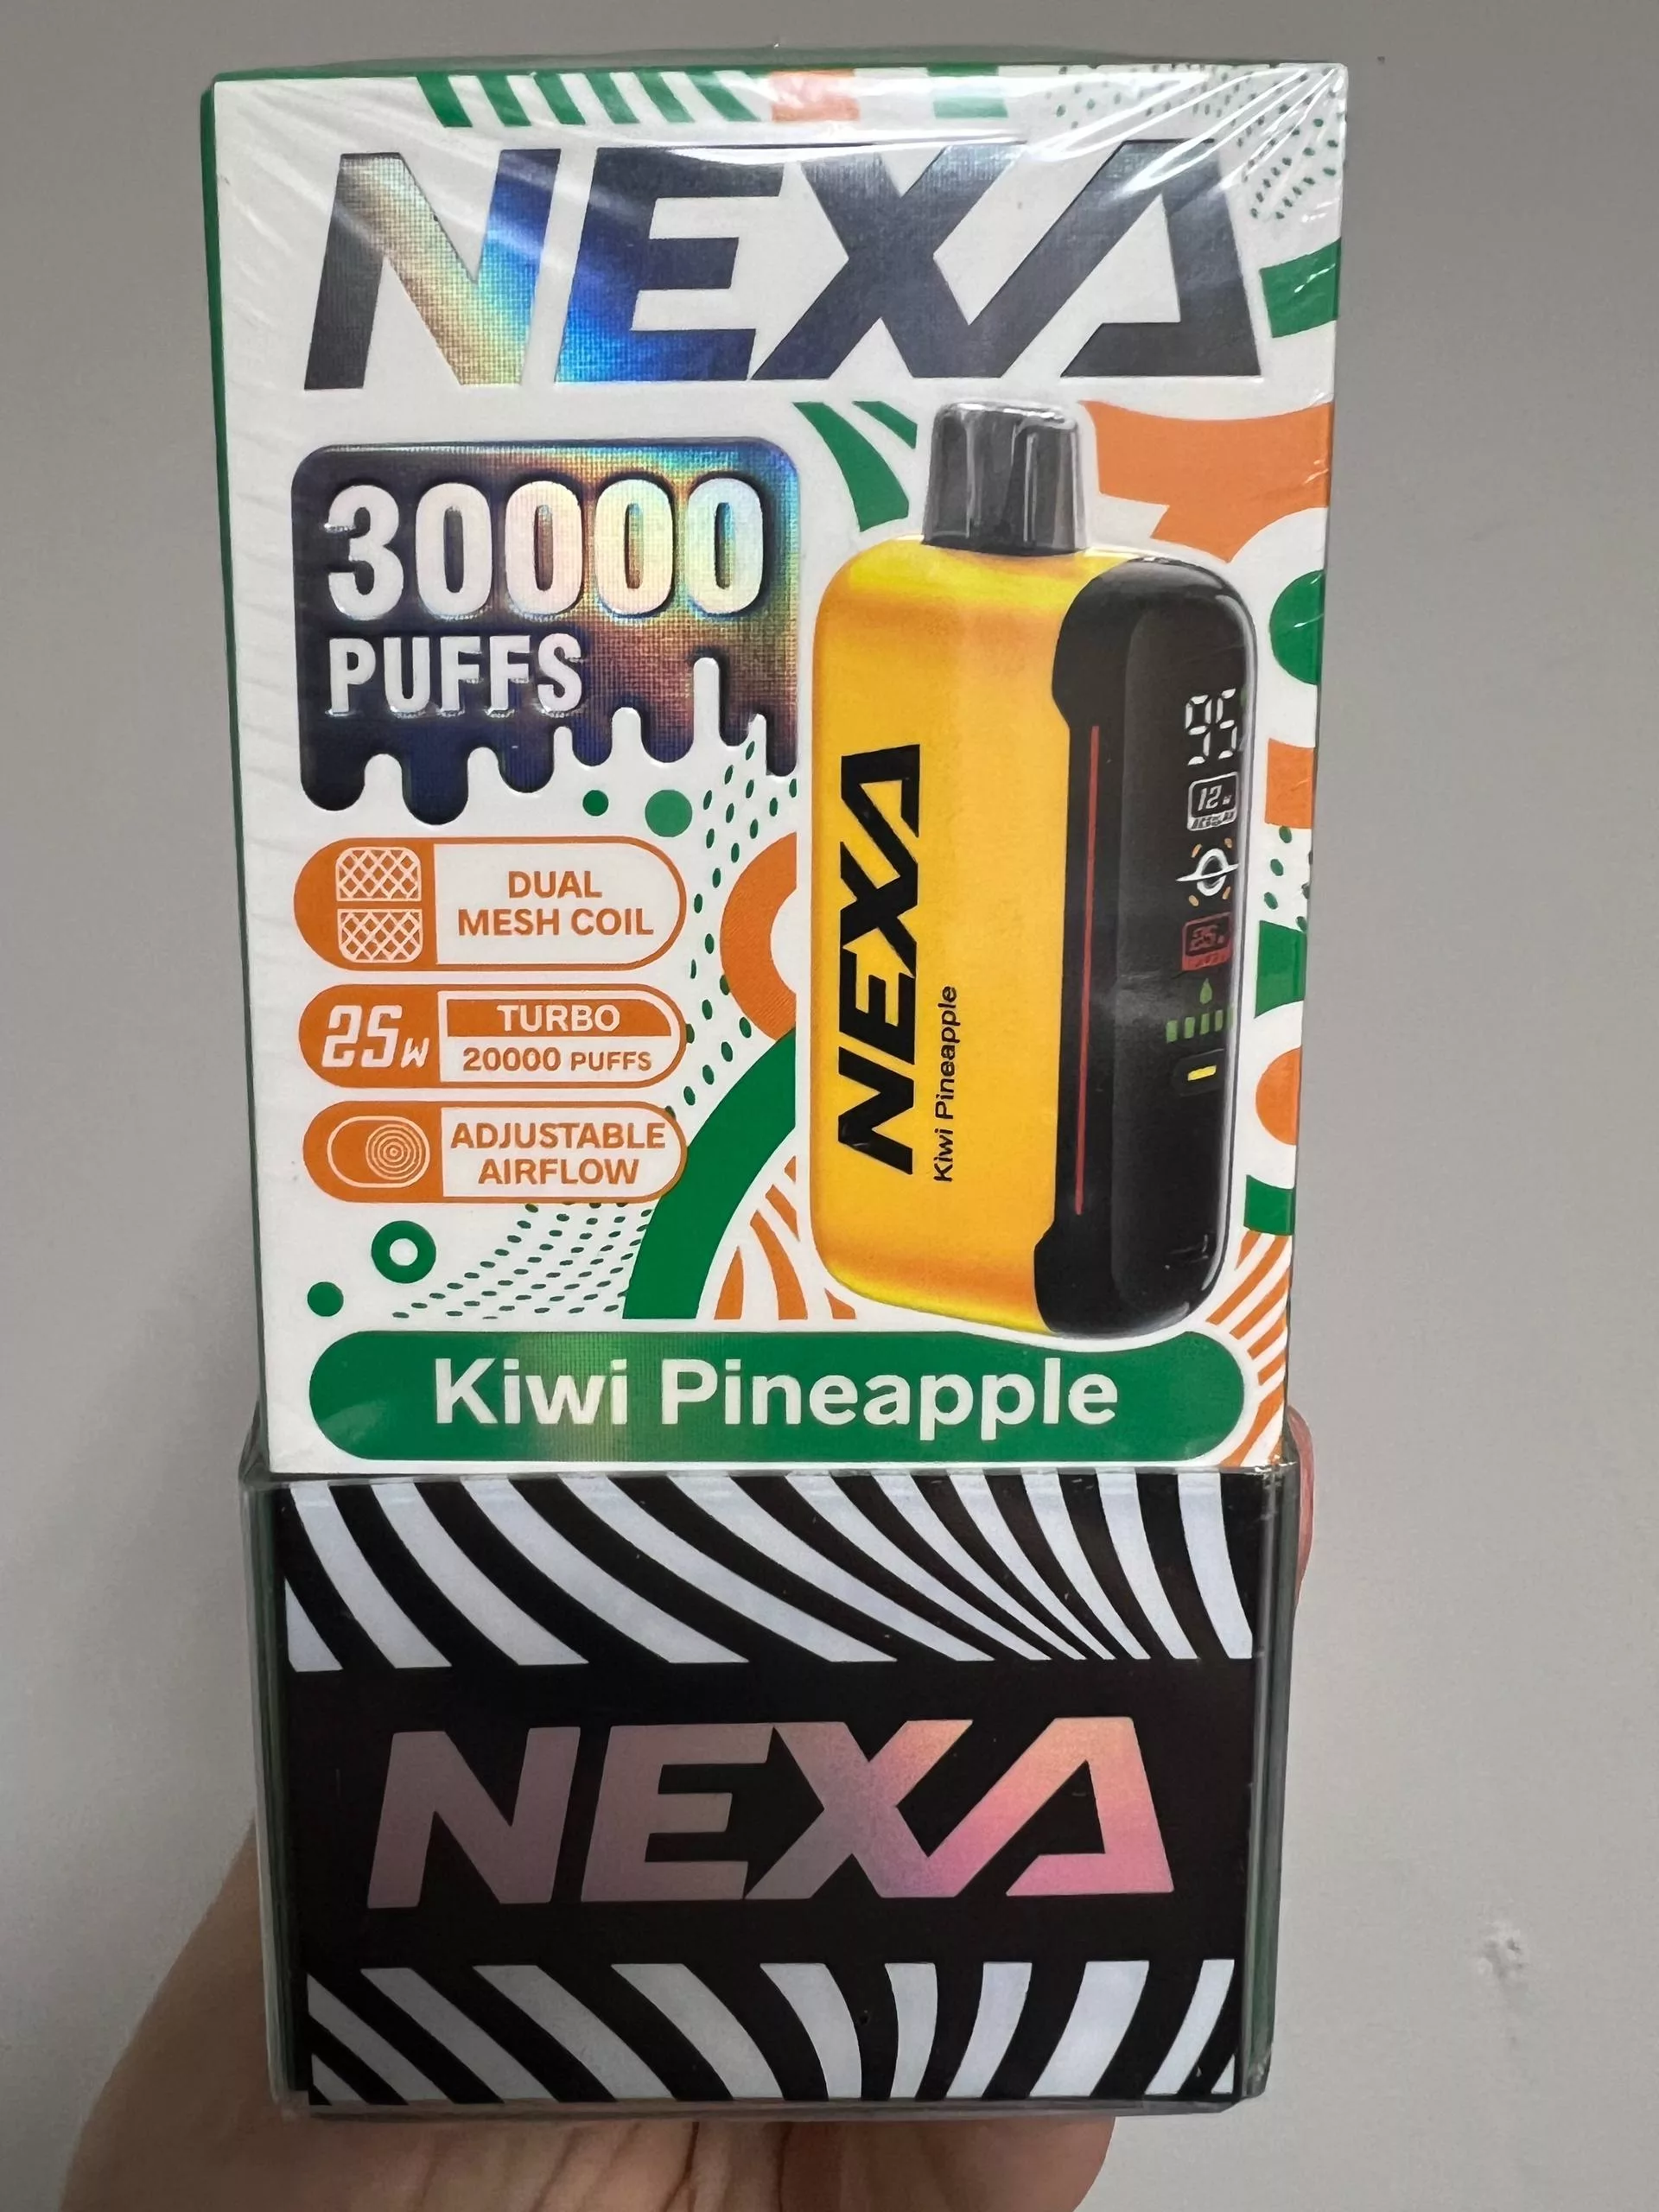 NEXA
30000
PUFFS
DUAL
MESH COIL
25W
TURBO
20000 PUFFS
ADJUSTABLE
AIRFLOW
NEXA
Kiwi Pineapple
95
12w
25w
Kiwi Pineapple
NEXA